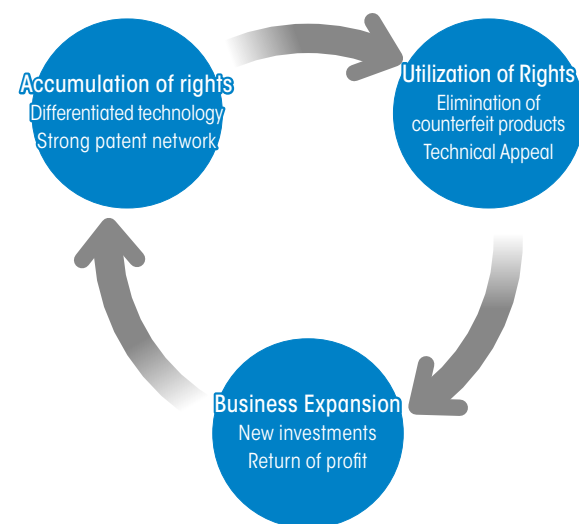 Accumulation of rights
Differentiated technology
Strong patent network
Utilization of Rights
Elimination of
counterfeit products
Technical Appeal
Business Expansion
New investments
Return of profit